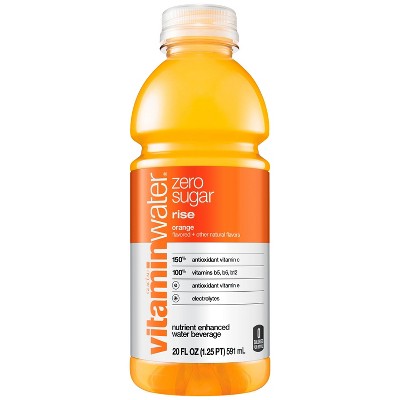 vitaminwater®
zero
sugar
rise
orange
flavored + other natural flavors
150% antioxidant vitamin c
100% vitamins b5, b6, b12
antioxidant vitamin e
electrolytes
nutrient enhanced
water beverage
20 FL OZ (1.25 PT) 591 mL